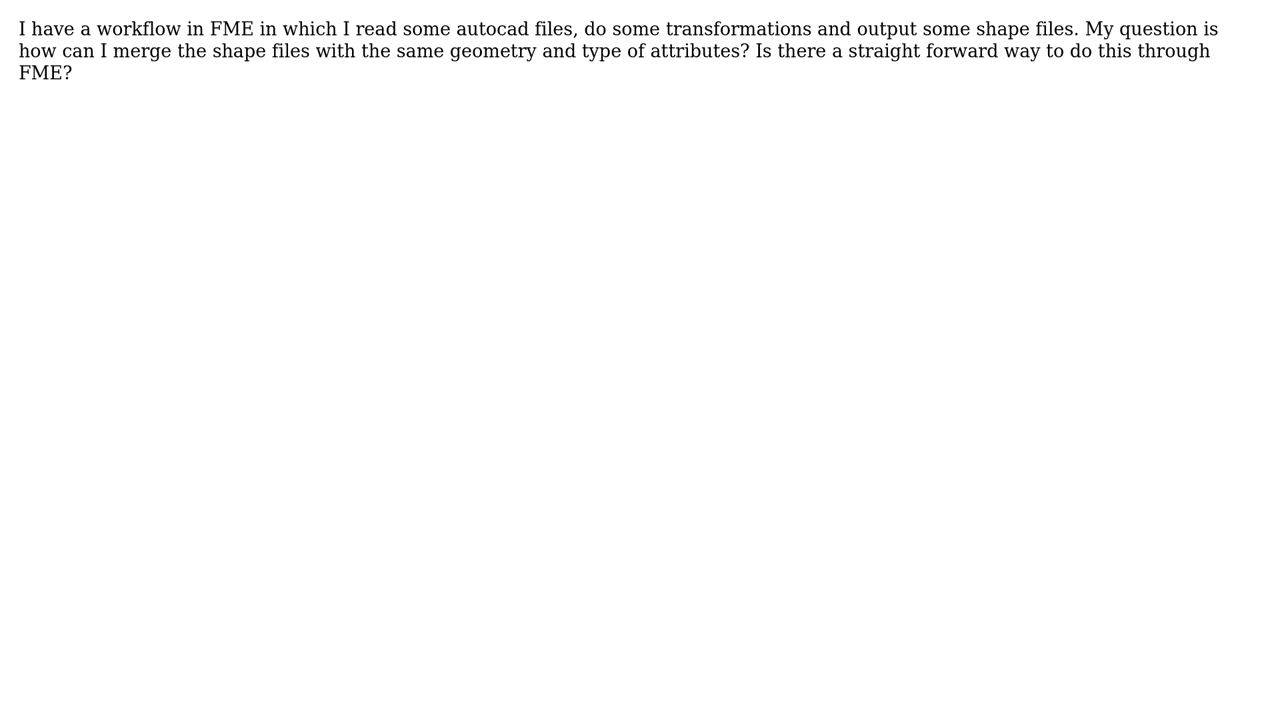 I have a workflow in FME in which I read some autocad files, do some transformations and output some shape files. My question is
how can I merge the shape files with the same geometry and type of attributes? Is there a straight forward way to do this through
FME?